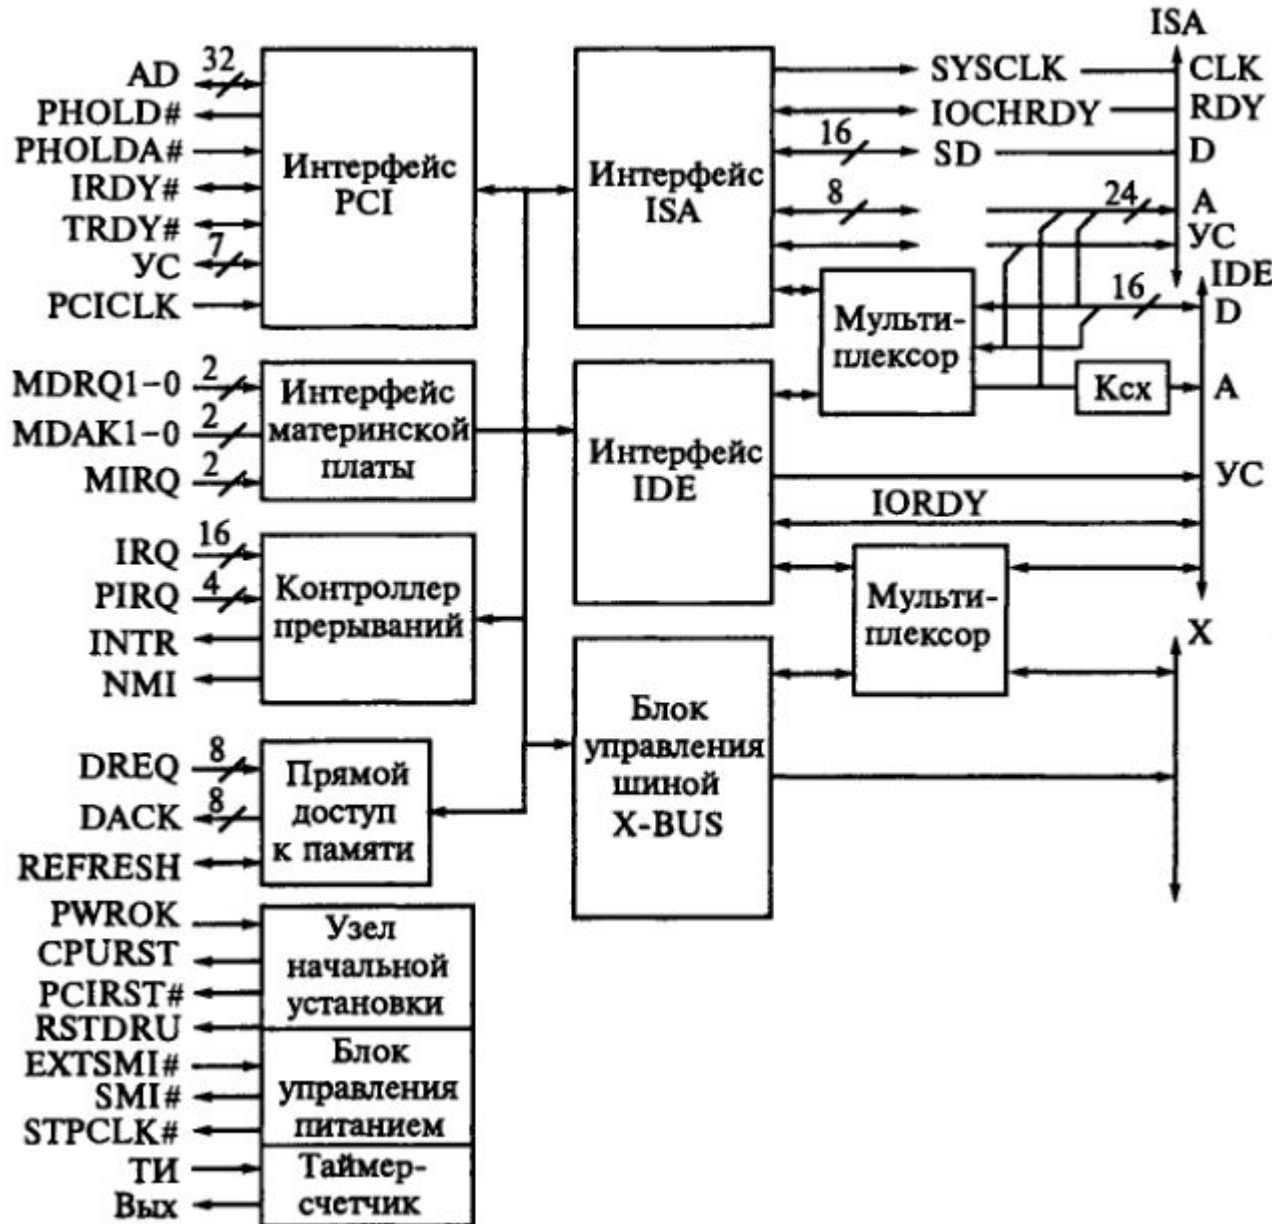 ISA
32
AD
PHOLD#
PHOLDA#
IRDY#
TRDY#
7
УС
PCICLK
Интерфейс
PCI
Интерфейс
ISA
SYSCLK
CLK
IOCHRDY
RDY
16
SD
D
8
24
A
УС
IDE
16
D
Мульти-
плексор
Ксх
A
MDRQ1-0
2
MDAK1-0
2
MIRQ
2
Интерфейс
материнской
платы
Интерфейс
IDE
УС
IORDY
IRQ
16
PIRQ
4
INTR
NMI
Контроллер
прерываний
Мульти-
плексор
X
DREQ
8
DACK
8
REFRESH
Прямой
доступ
к памяти
Блок
управления
шиной
X-BUS
PWROK
CPURST
PCIRST#
RSTDRU
Узел
начальной
установки
EXTSMI#
SMI#
STPCLK#
Блок
управления
питанием
ТИ
Вых
Таймер-
счетчик